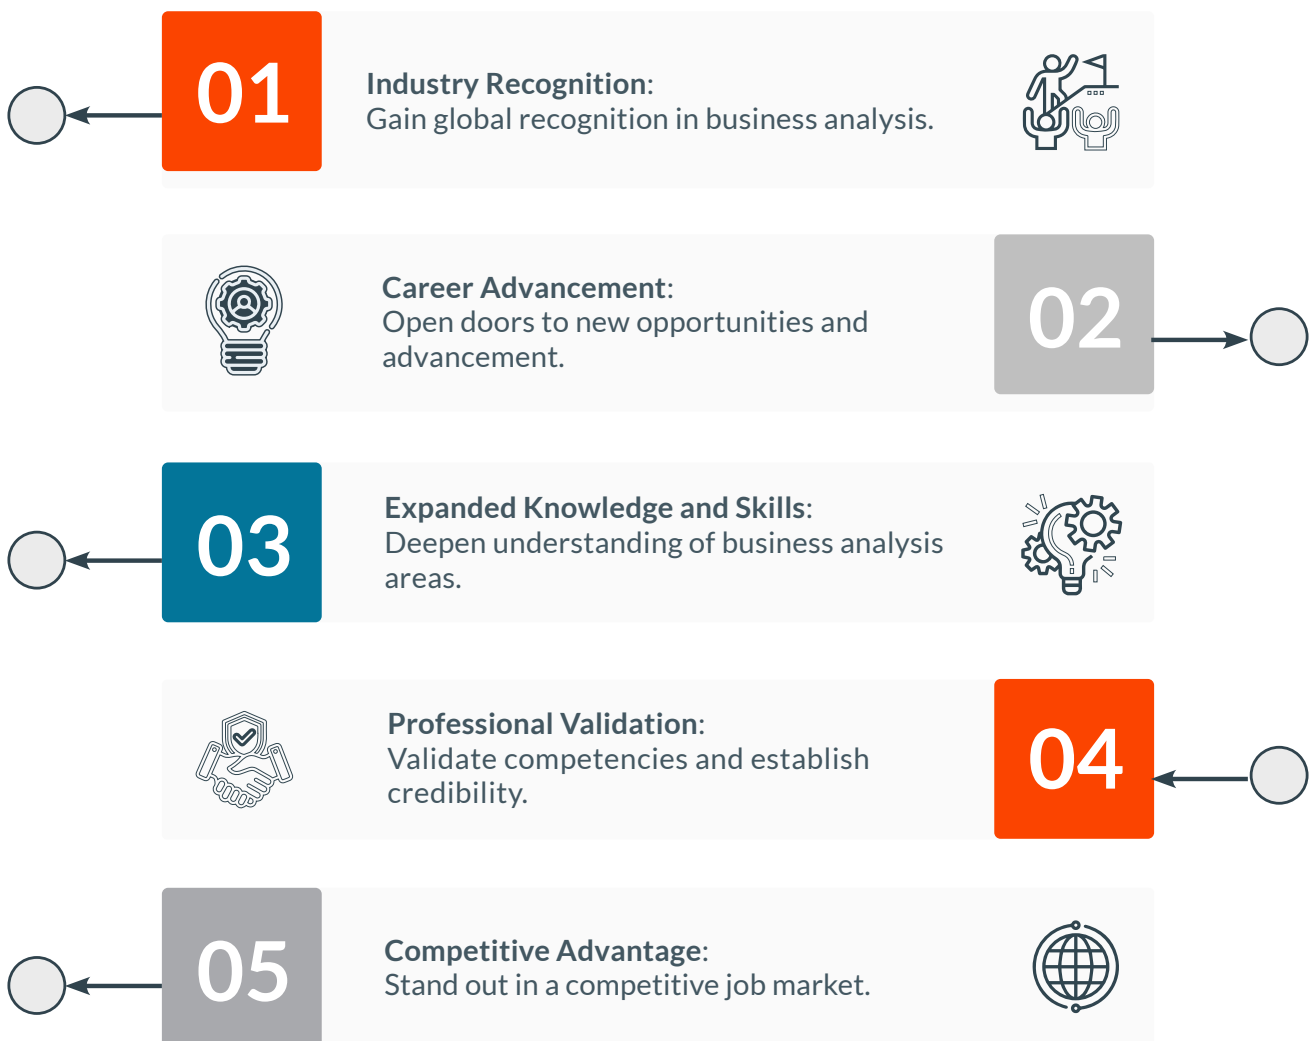 01
Industry Recognition:
Gain global recognition in business analysis.
Career Advancement:
Open doors to new opportunities and
advancement.
02
03
Expanded Knowledge and Skills:
Deepen understanding of business analysis
areas.
Professional Validation:
Validate competencies and establish
credibility.
04
05
Competitive Advantage:
Stand out in a competitive job market.